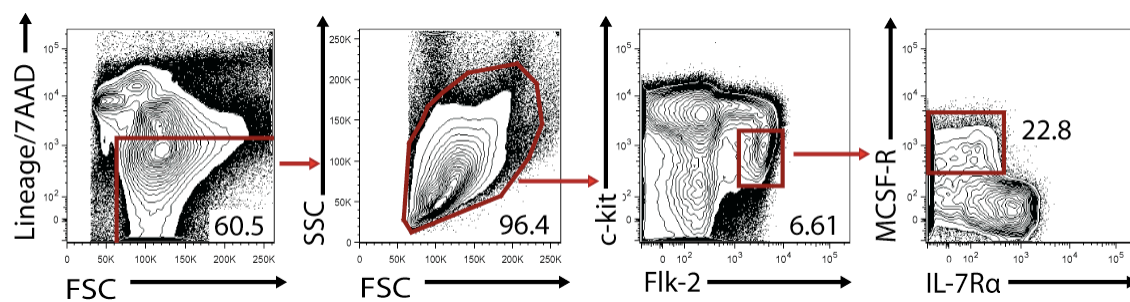 Lineage/7AAD
10⁵
10⁴
10³
10²
0
60.5
0 50K 100K 150K 200K 250K
FSC
SSC
250K
200K
150K
100K
50K
0
96.4
0 50K 100K 150K 200K 250K
FSC
c-kit
10⁵
10⁴
10³
10²
0
6.61
0 10² 10³ 10⁴ 10⁵
Flk-2
MCSF-R
10⁵
10⁴
10³
10²
0
22.8
0 10² 10³ 10⁴ 10⁵
IL-7Rα